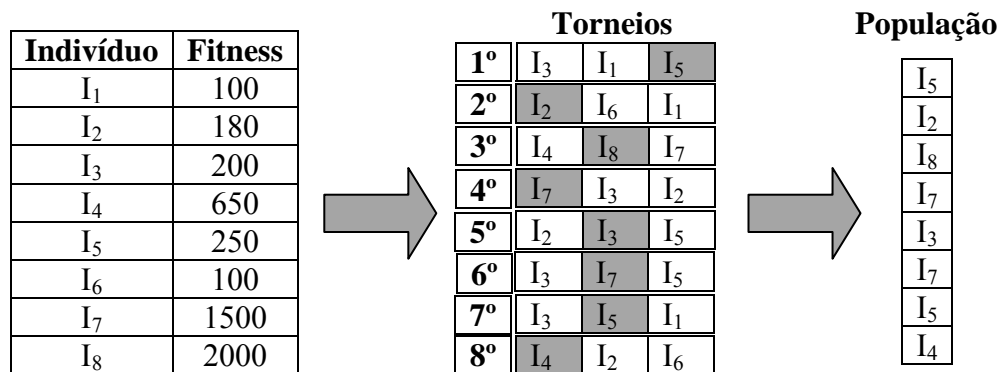 Indivíduo Fitness
I₁ 100
I₂ 180
I₃ 200
I₄ 650
I₅ 250
I₆ 100
I₇ 1500
I₈ 2000
Torneios
1º I₃ I₁ I₅
2º I₂ I₆ I₁
3º I₄ I₈ I₇
4º I₇ I₃ I₂
5º I₂ I₃ I₅
6º I₃ I₇ I₅
7º I₃ I₅ I₁
8º I₄ I₂ I₆
População
I₅
I₂
I₈
I₇
I₃
I₇
I₅
I₄